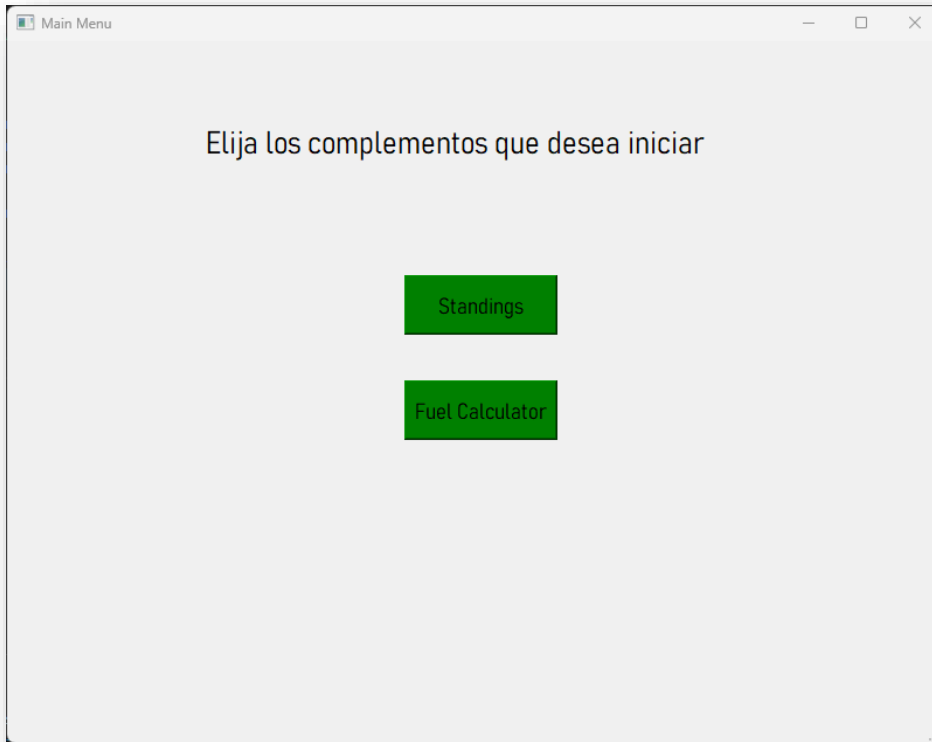 Main Menu
Elija los complementos que desea iniciar
Standings
Fuel Calculator